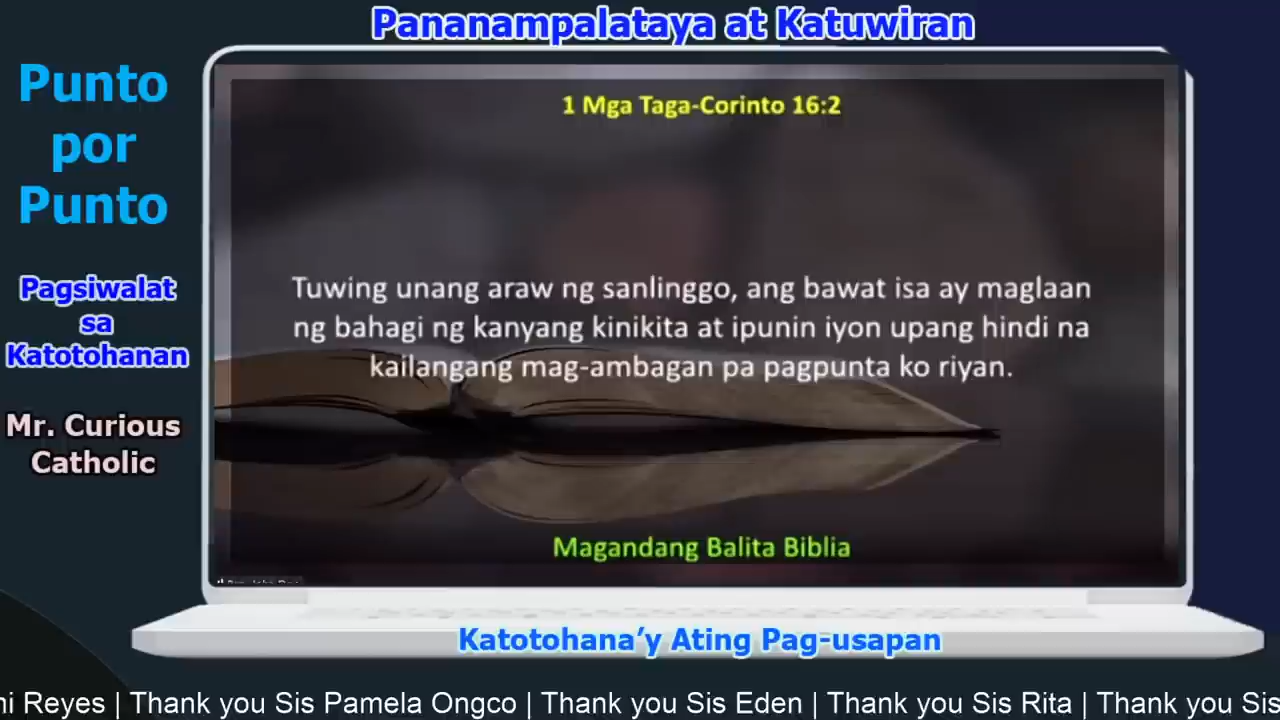 Pananampalataya at Katuwiran
Punto
por
Punto
Pagsiwalat
sa
Katotohanan
Mr. Curious
Catholic
1 Mga Taga-Corinto 16:2
Tuwing unang araw ng sanlinggo, ang bawat isa ay maglaan
ng bahagi ng kanyang kinikita at ipunin iyon upang hindi na
kailangang mag-ambagan pa pagpunta ko riyan.
Magandang Balita Biblia
Katotohana’y Ating Pag-usapan
Reyes | Thank you Sis Pamela Ongco | Thank you Sis Eden | Thank you Sis Rita | Thank you Sis